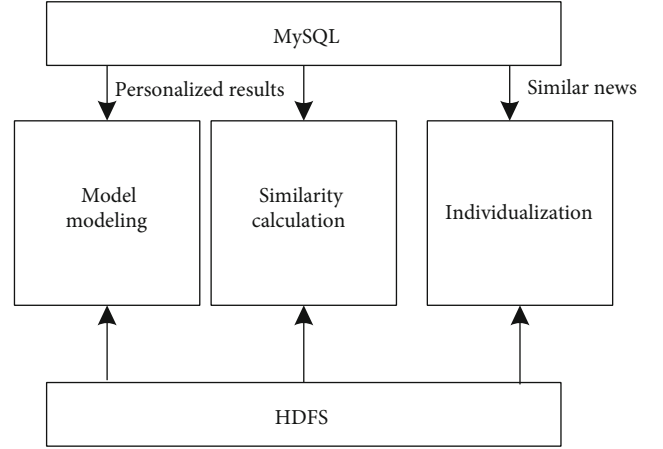 MySQL
Personalized results
Similar news
Model
modeling
Similarity
calculation
Individualization
HDFS